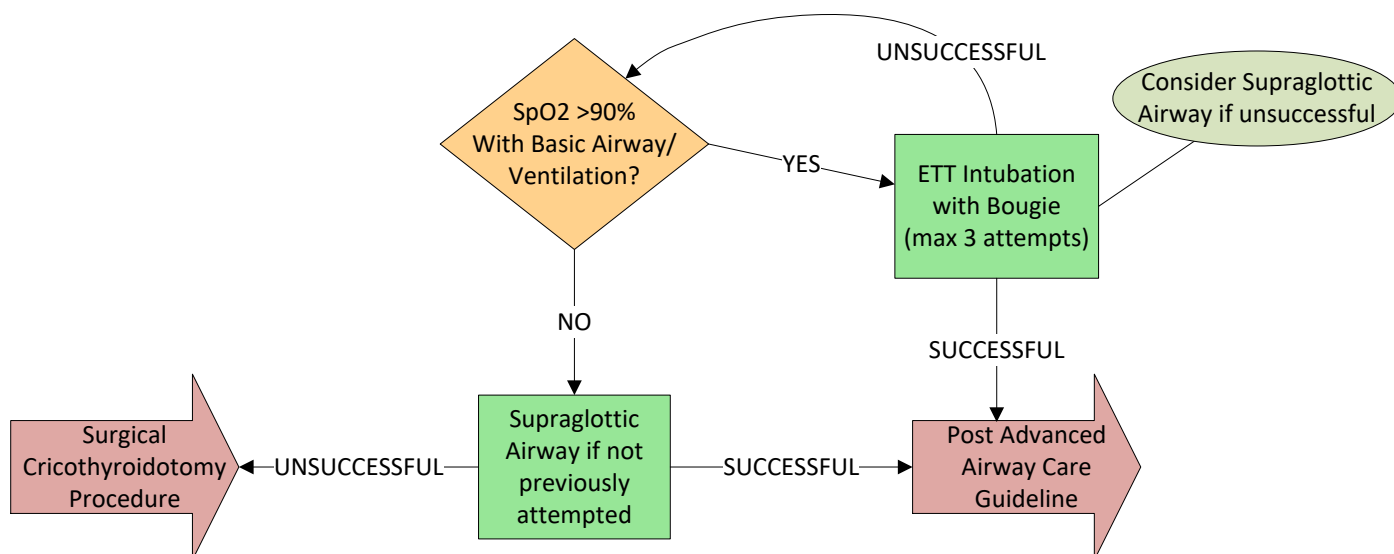 UNSUCCESSFUL
Consider Supraglottic
Airway if unsuccessful
SpO2 >90%
With Basic Airway/
Ventilation?
YES
ETT Intubation
with Bougie
(max 3 attempts)
NO
SUCCESSFUL
Surgical
Cricothyroidotomy
Procedure
UNSUCCESSFUL
Supraglottic
Airway if not
previously
attempted
SUCCESSFUL
Post Advanced
Airway Care
Guideline